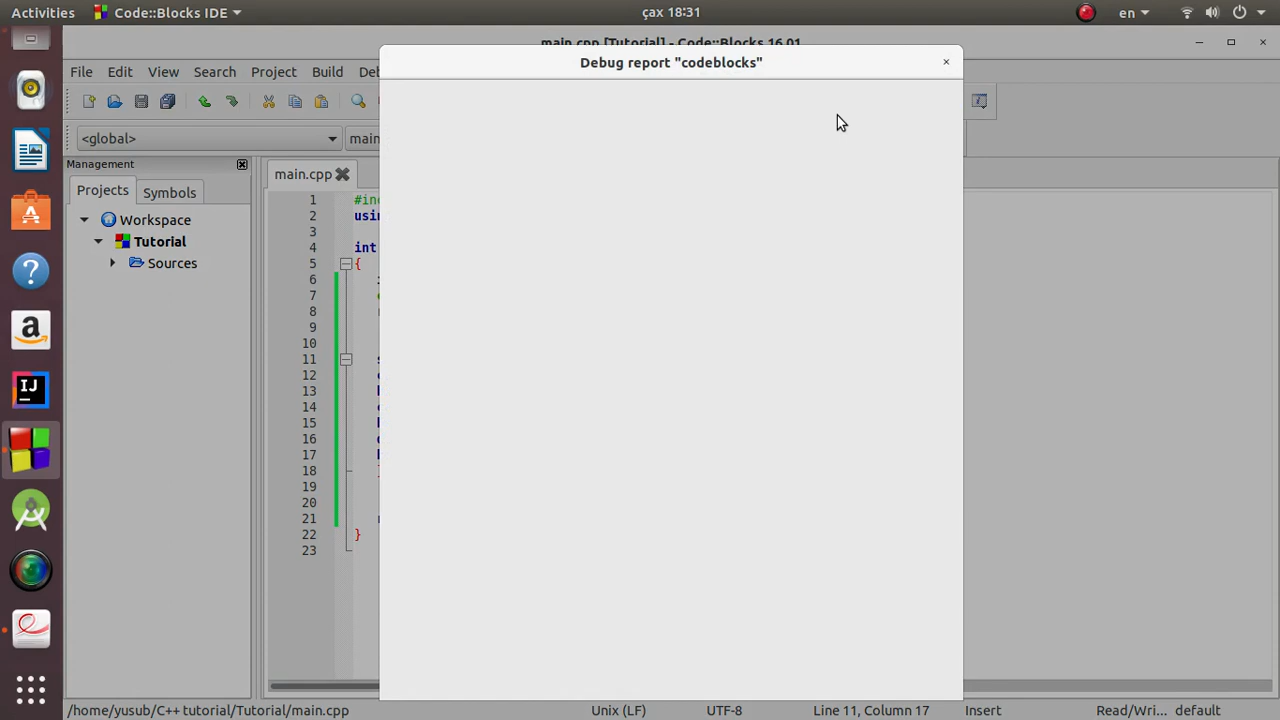 Activities
Code::Blocks IDE
çax 18:31
en
main.cpp [Tutorial] - Code::Blocks 16.01
Debug report "codeblocks"
×
File Edit View Search Project Build
<global>
Management
Projects
Symbols
Workspace
Tutorial
Sources
main.cpp
1
2
3
4 int
5 {
6
7
8
9
10
11
12
13
14
15
16
17
18
19
20
21
22 }
23
/home/yusub/C++ tutorial/Tutorial/main.cpp
Unix (LF)
UTF-8
Line 11, Column 17
Insert
Read/Wri...
default